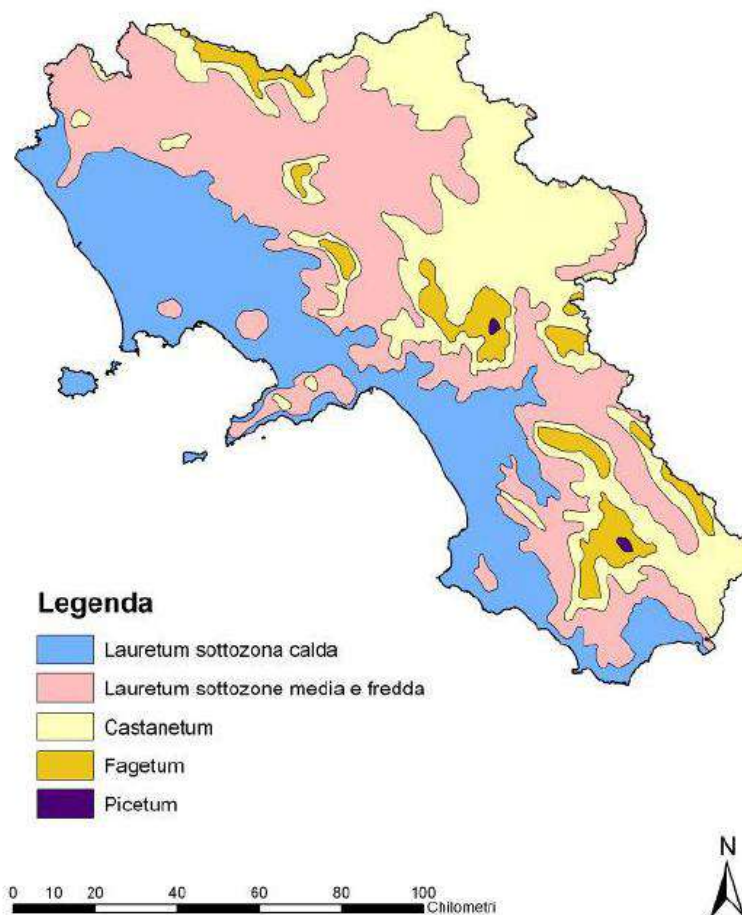 Legenda
Lauretum sottozona calda
Lauretum sottozone media e fredda
Castanetum
Fagetum
Picetum
N
0 10 20 40 60 80 100
Chilometri